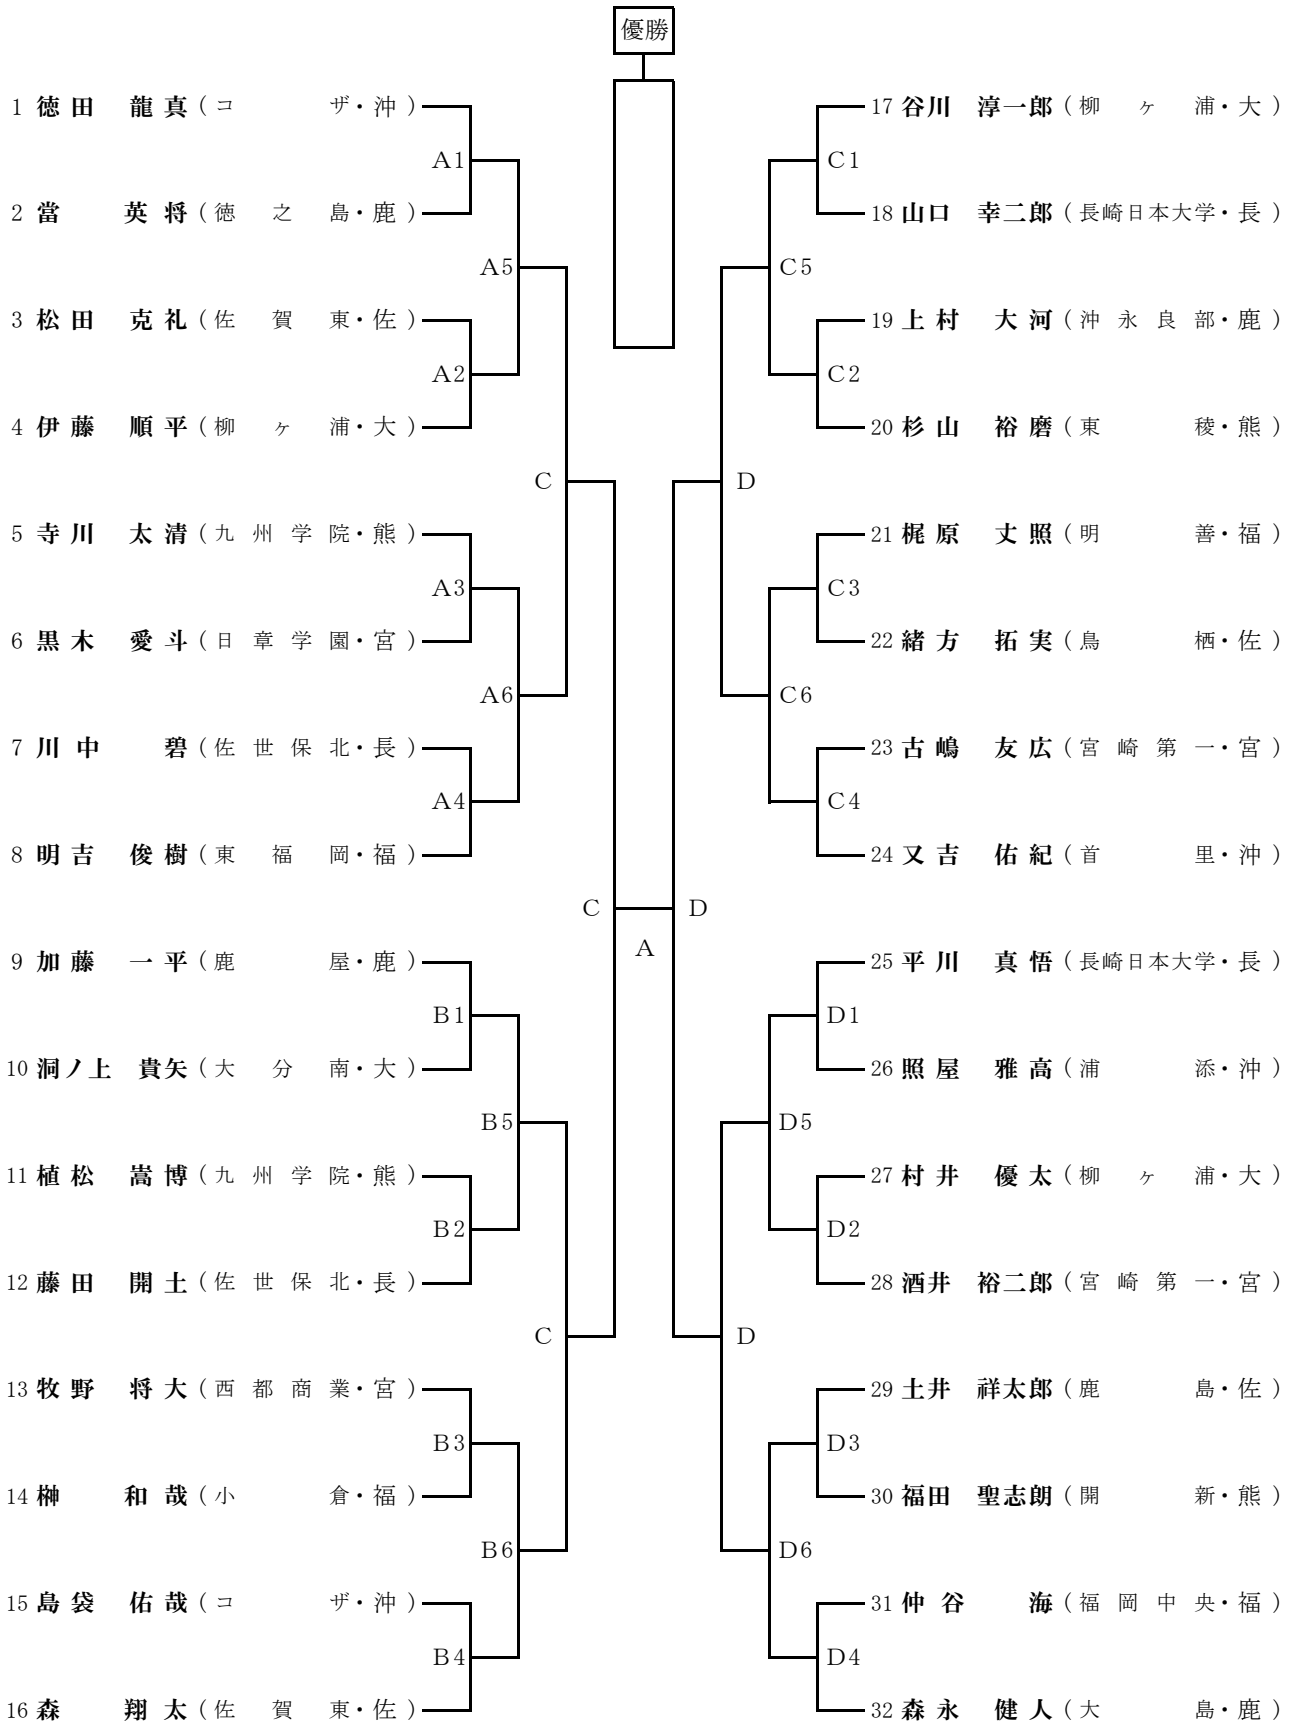 優勝
1 徳田 龍真 (コザ・沖)
A1
2 當 英将 (徳之島・鹿)
A5
3 松田 克礼 (佐賀東・佐)
A2
4 伊藤 順平 (柳ヶ浦・大)
C
5 寺川 太清 (九州学院・熊)
A3
6 黒木 愛斗 (日章学園・宮)
A6
7 川中 碧 (佐世保北・長)
A4
8 明吉 俊樹 (東福岡・福)
C
9 加藤 一平 (鹿屋・鹿)
B1
10 洞ノ上 貴矢 (大分南・大)
B5
11 植松 嵩博 (九州学院・熊)
B2
12 藤田 開土 (佐世保北・長)
C
13 牧野 将大 (西都商業・宮)
B3
14 榊 和哉 (小倉・福)
B6
15 島袋 佑哉 (コザ・沖)
B4
16 森 翔太 (佐賀東・佐)
A
17 谷川 淳一郎 (柳ヶ浦・大)
C1
18 山口 幸二郎 (長崎日本大学・長)
C5
19 上村 大河 (沖永良部・鹿)
C2
20 杉山 裕磨 (東稜・熊)
D
21 梶原 丈照 (明善・福)
C3
22 緒方 拓実 (鳥栖・佐)
C6
23 古嶋 友広 (宮崎第一・宮)
C4
24 又吉 佑紀 (首里・沖)
D
25 平川 真悟 (長崎日本大学・長)
D1
26 照屋 雅高 (浦添・沖)
D5
27 村井 優太 (柳ヶ浦・大)
D2
28 酒井 裕二郎 (宮崎第一・宮)
D
29 土井 祥太郎 (鹿島・佐)
D3
30 福田 聖志朗 (開新・熊)
D6
31 仲谷 海 (福岡中央・福)
D4
32 森永 健人 (大島・鹿)